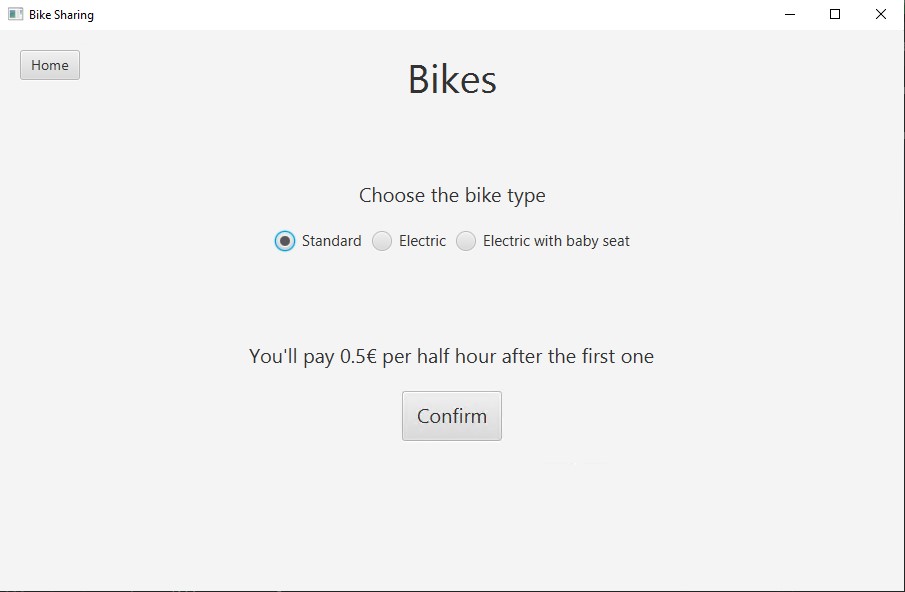 Bike Sharing
Home
Bikes
Choose the bike type
Standard Electric Electric with baby seat
You'll pay 0.5€ per half hour after the first one
Confirm